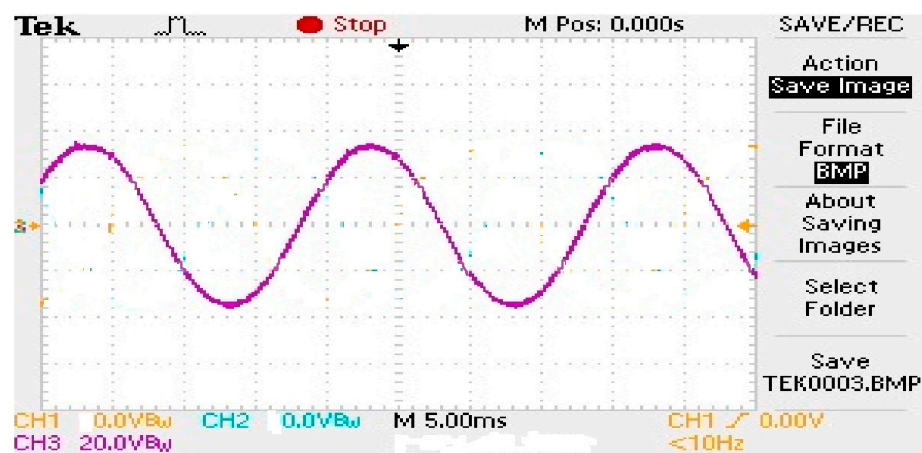 Tek Stop M Pos: 0.000s SAVE/REC
Action
Save Image
File
Format
BMP
About
Saving
Images
Select
Folder
Save
TEK0003.BMP
CH1 0.0VBw CH2 0.0VBw M 5.00ms CH1 0.00V
CH3 20.0VBw <10Hz